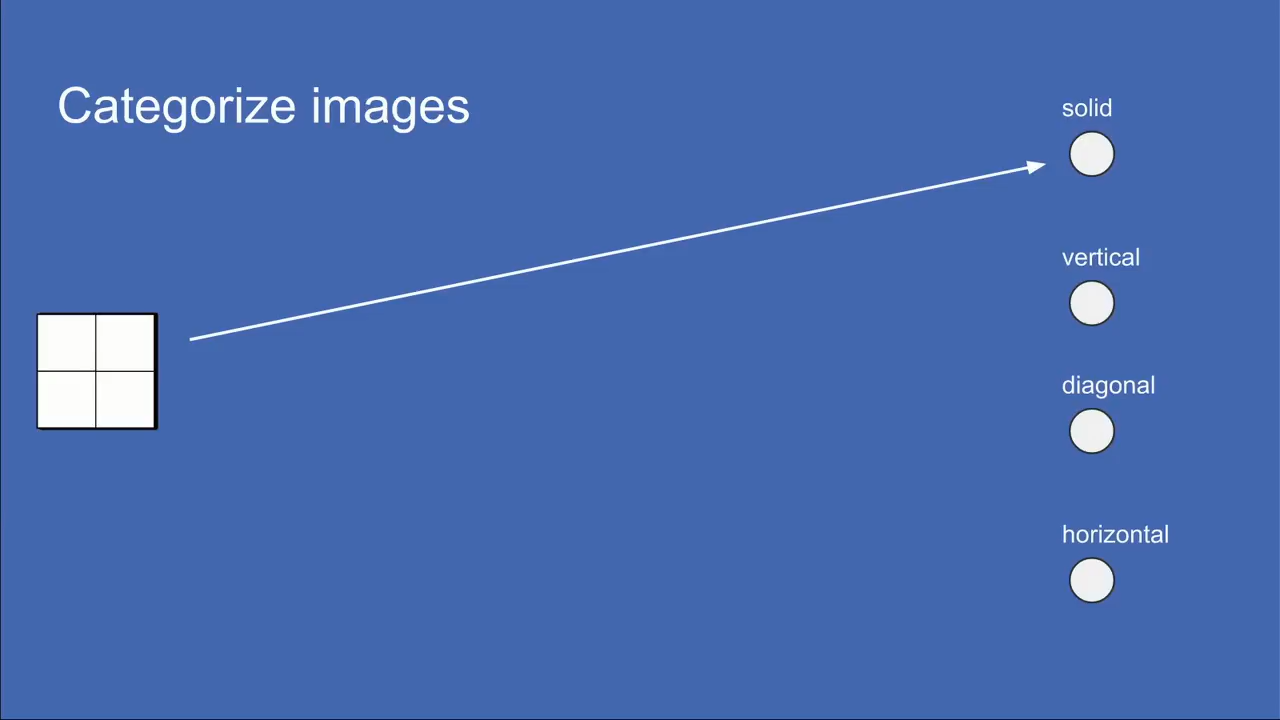 Categorize images
solid
vertical
diagonal
horizontal